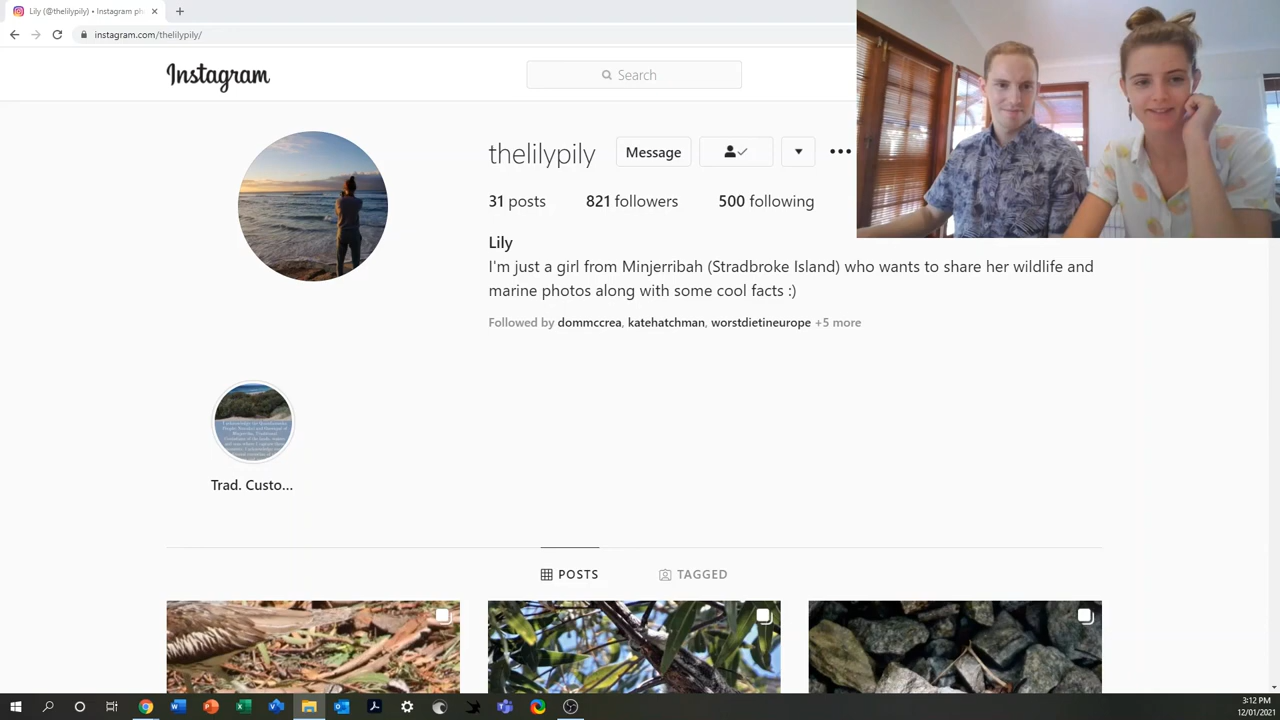 Lily (@thelilypily) • Instagram ph
instagram.com/thelilypily/
Instagram
Search
thelilypily
Message
31 posts 821 followers 500 following
Lily
I'm just a girl from Minjerribah (Stradbroke Island) who wants to share her wildlife and
marine photos along with some cool facts :)
Followed by dommccrea, katehatchman, worstdietineurope +5 more
Trad. Custo...
POSTS TAGGED
3:12 PM
12/01/2021